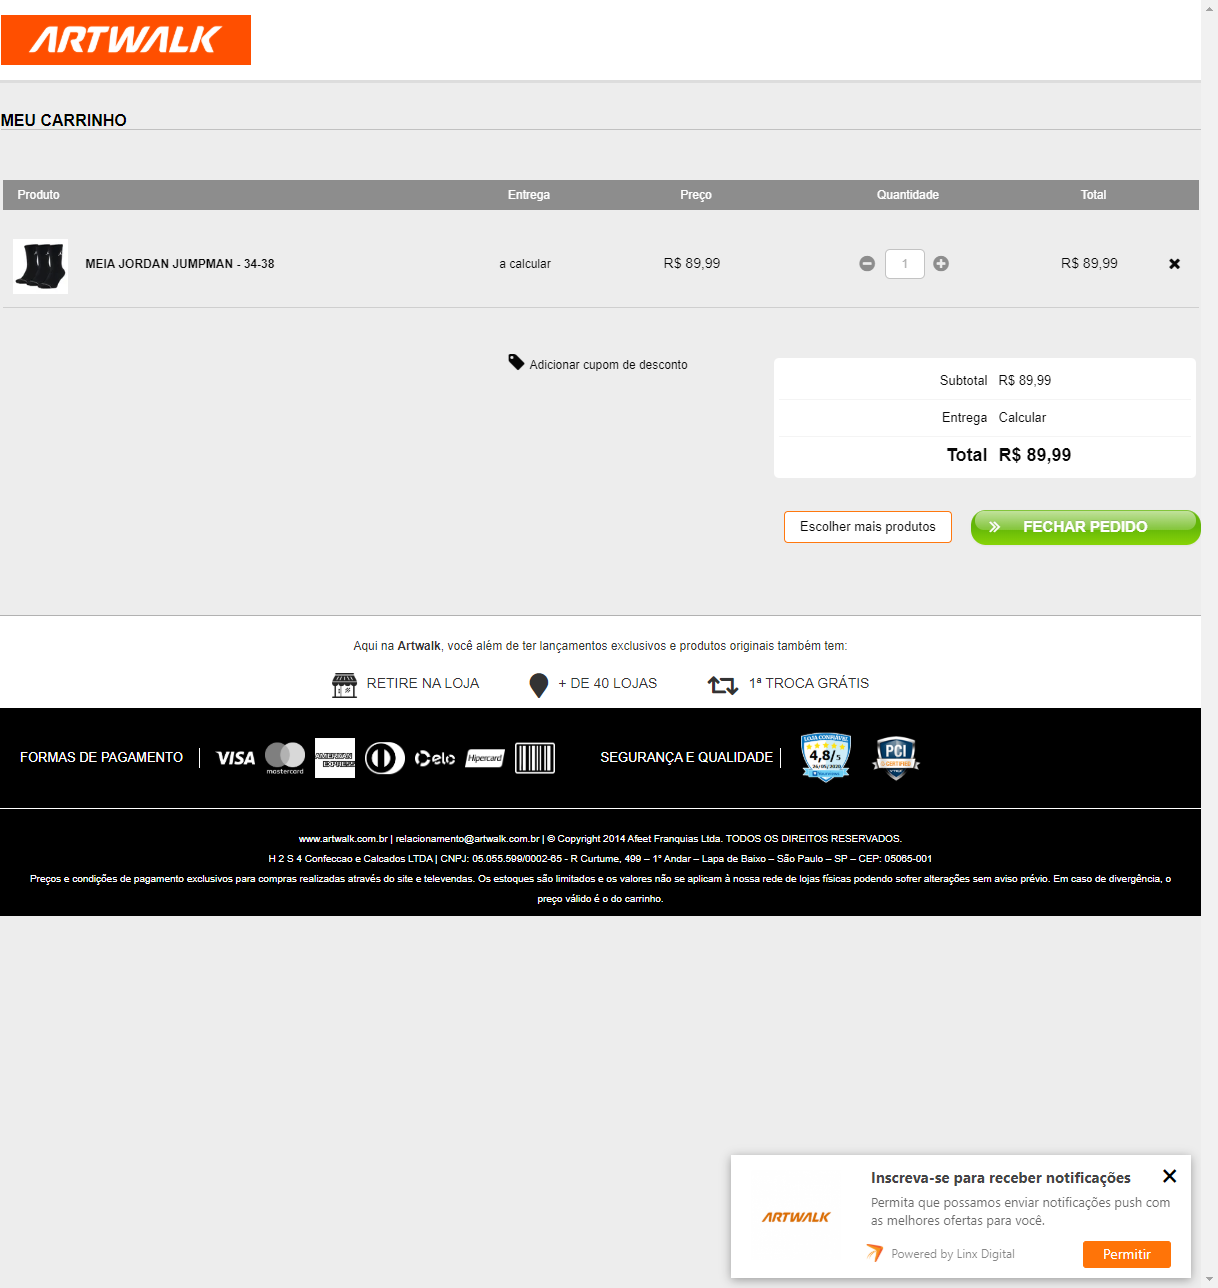 ARTWALK
MEU CARRINHO
Produto Entrega Preço Quantidade Total
MEIA JORDAN JUMPMAN - 34-38 a calcular R$ 89,99 1 R$ 89,99
Adicionar cupom de desconto
Subtotal R$ 89,99
Entrega Calcular
Total R$ 89,99
Escolher mais produtos
FECHAR PEDIDO
Aqui na Artwalk, você além de ter lançamentos exclusivos e produtos originais também tem:
RETIRE NA LOJA + DE 40 LOJAS 1ª TROCA GRÁTIS
FORMAS DE PAGAMENTO VISA mastercard AMERICAN EXPRESS elo Hipercard
SEGURANÇA E QUALIDADE
LOJA CONFIÁVEL
4,8/5
26/05/2020
PCI
CERTIFIED
VTEX
www.artwalk.com.br | relacionamento@artwalk.com.br | © Copyright 2014 Afeet Franquias Ltda. TODOS OS DIREITOS RESERVADOS.
H 2 S 4 Confeccao e Calcados LTDA | CNPJ: 05.055.599/0002-65 - R Curtume, 499 – 1° Andar – Lapa de Baixo – São Paulo – SP – CEP: 05065-001
Preços e condições de pagamento exclusivos para compras realizadas através do site e televendas. Os estoques são limitados e os valores não se aplicam à nossa rede de lojas físicas podendo sofrer alterações sem aviso prévio. Em caso de divergência, o
preço válido é o do carrinho.
Inscreva-se para receber notificações
Permita que possamos enviar notificações push com
as melhores ofertas para você.
ARTWALK
Powered by Linx Digital
Permitir